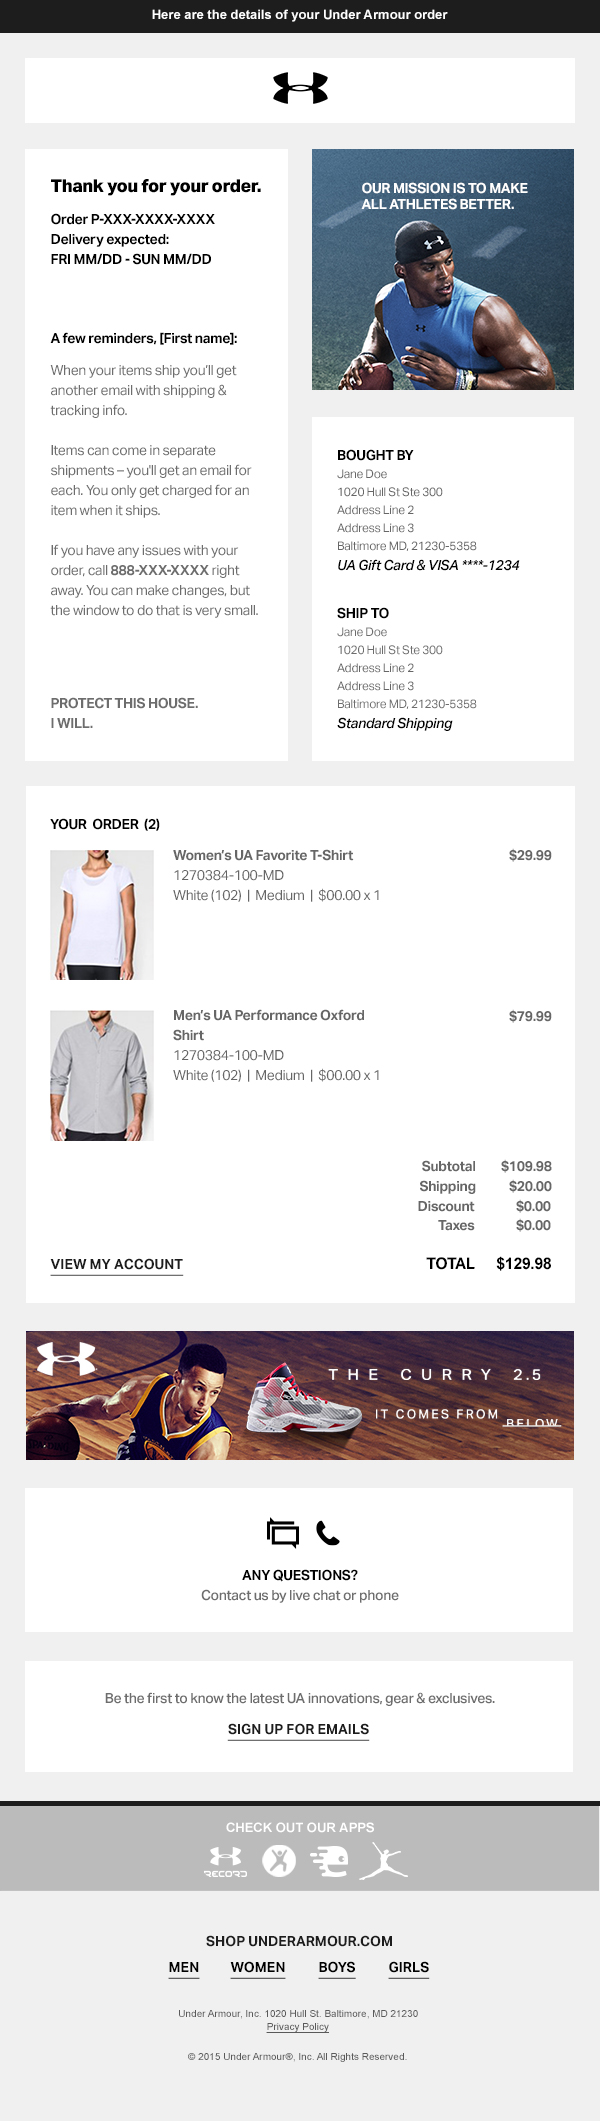 Here are the details of your Under Armour order
Thank you for your order.
Order P-XXX-XXXX-XXXX
Delivery expected:
FRI MM/DD - SUN MM/DD
A few reminders, [First name]:
When your items ship you'll get
another email with shipping &
tracking info.
Items can come in separate
shipments – you'll get an email for
each. You only get charged for an
item when it ships.
If you have any issues with your
order, call 888-XXX-XXXX right
away. You can make changes, but
the window to do that is very small.
PROTECT THIS HOUSE.
I WILL.
OUR MISSION IS TO MAKE
ALL ATHLETES BETTER.
BOUGHT BY
Jane Doe
1020 Hull St Ste 300
Address Line 2
Address Line 3
Baltimore MD, 21230-5358
UA Gift Card & VISA ****-1234
SHIP TO
Jane Doe
1020 Hull St Ste 300
Address Line 2
Address Line 3
Baltimore MD, 21230-5358
Standard Shipping
YOUR ORDER (2)
Women's UA Favorite T-Shirt $29.99
1270384-100-MD
White (102) | Medium | $00.00 x 1
Men's UA Performance Oxford $79.99
Shirt
1270384-100-MD
White (102) | Medium | $00.00 x 1
Subtotal $109.98
Shipping $20.00
Discount $0.00
Taxes $0.00
VIEW MY ACCOUNT TOTAL $129.98
THE CURRY 2.5
IT COMES FROM BELOW
ANY QUESTIONS?
Contact us by live chat or phone
Be the first to know the latest UA innovations, gear & exclusives.
SIGN UP FOR EMAILS
CHECK OUT OUR APPS
RECORD
SHOP UNDERARMOUR.COM
MEN WOMEN BOYS GIRLS
Under Armour, Inc. 1020 Hull St. Baltimore, MD 21230
Privacy Policy
© 2015 Under Armour®, Inc. All Rights Reserved.